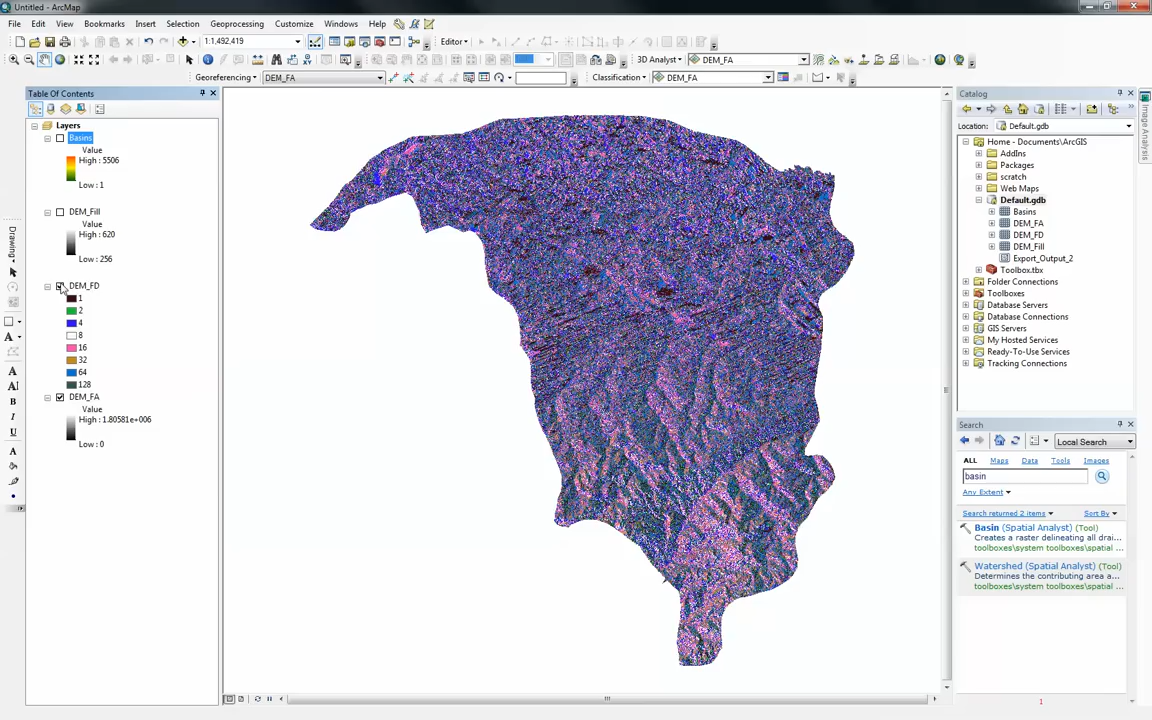 Untitled - ArcMap
File Edit View Bookmarks Insert Selection Geoprocessing Customize Windows Help
1:1,492,419 Editor
3D Analyst DEM_FA
Georeferencing DEM_FA Classification DEM_FA
Table Of Contents
Layers
Basins
Value
High : 5506
Low : 1
DEM_Fill
Value
High : 620
Low : 256
DEM_FD
1
2
4
8
16
32
64
128
DEM_FA
Value
High : 1.80581e+006
Low : 0
Drawing
A
A
B
I
U
A
Catalog
Location: Default.gdb
Home - Documents\ArcGIS
AddIns
Packages
scratch
Web Maps
Default.gdb
Basins
DEM_FA
DEM_FD
DEM_Fill
Export_Output_2
Toolbox.tbx
Folder Connections
Toolboxes
Database Servers
Database Connections
GIS Servers
My Hosted Services
Ready-To-Use Services
Tracking Connections
Image Analysis
Search
Local Search
ALL Maps Data Tools Images
basin
Any Extent
Search returned 2 items Sort By
Basin (Spatial Analyst) (Tool)
Creates a raster delineating all drai...
toolboxes\system toolboxes\spatial ...
Watershed (Spatial Analyst) (Tool)
Determines the contributing area a...
toolboxes\system toolboxes\spatial ...
1